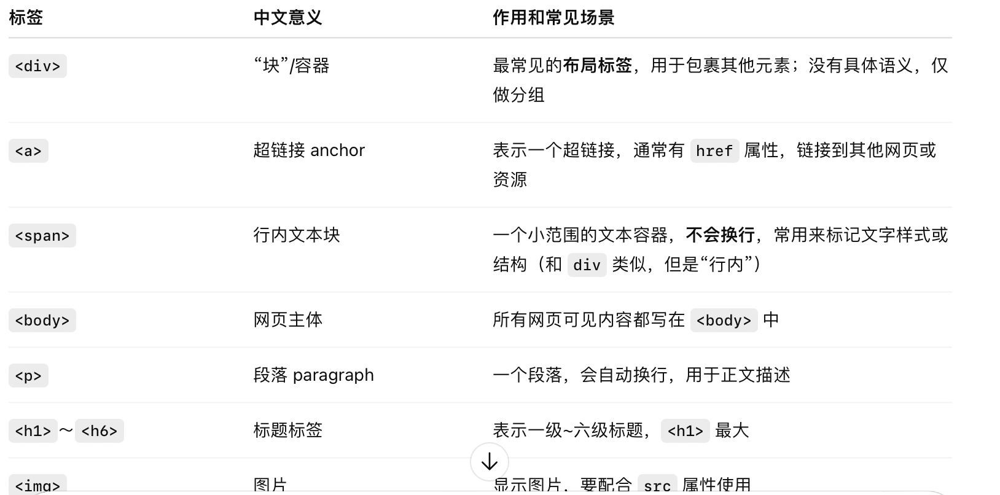 标签 中文意义 作用和常见场景
<div> “块”/容器 最常见的布局标签，用于包裹其他元素；没有具体语义，仅
做分组
<a> 超链接 anchor 表示一个超链接，通常有 href 属性，链接到其他网页或
资源
<span> 行内文本块 一个小范围的文本容器，不会换行，常用来标记文字样式或
结构（和 div 类似，但是“行内”）
<body> 网页主体 所有网页可见内容都写在 <body> 中
<p> 段落 paragraph 一个段落，会自动换行，用于正文描述
<h1>～<h6> 标题标签 表示一级~六级标题，<h1> 最大
<img> 图片 显示图片，要配合 src 属性使用